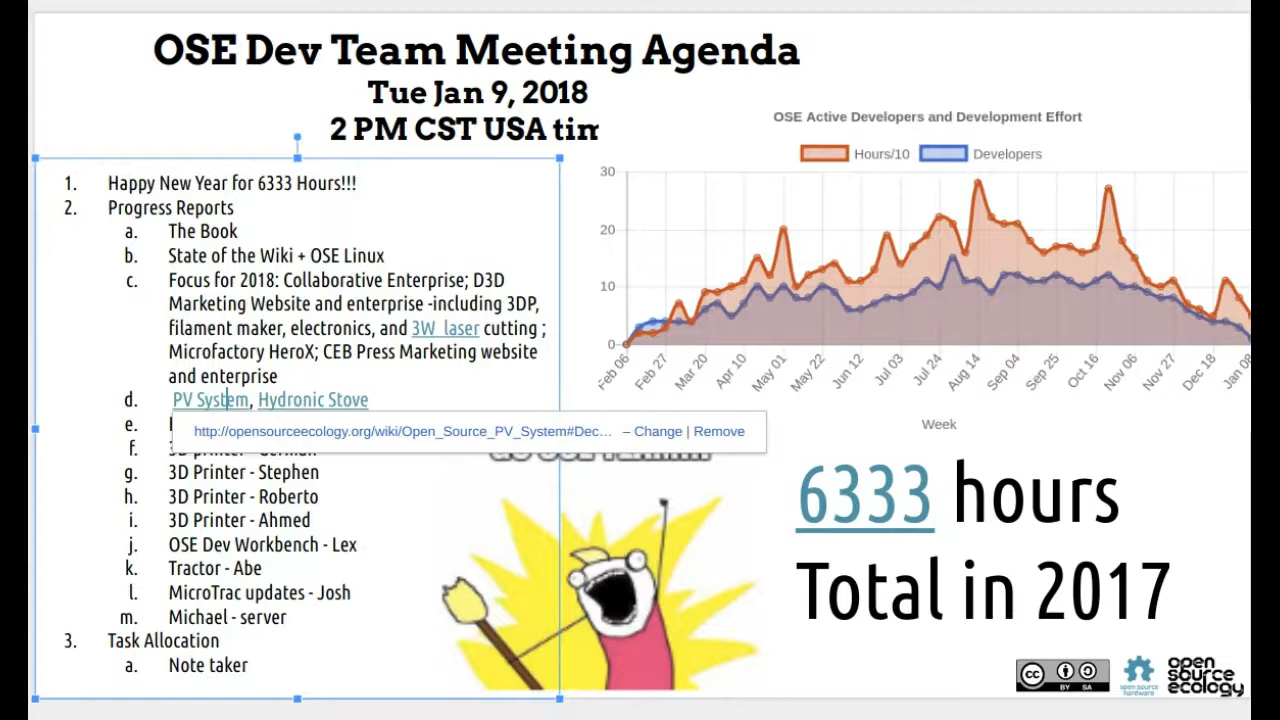 OSE Dev Team Meeting Agenda
Tue Jan 9, 2018
2 PM CST USA tim
1. Happy New Year for 6333 Hours!!!
2. Progress Reports
a. The Book
b. State of the Wiki + OSE Linux
c. Focus for 2018: Collaborative Enterprise; D3D
Marketing Website and enterprise -including 3DP,
filament maker, electronics, and 3W laser cutting ;
Microfactory HeroX; CEB Press Marketing website
and enterprise
d. PV System, Hydronic Stove
http://opensourceecology.org/wiki/Open_Source_PV_System#Dec... – Change | Remove
e.
f.
g. 3D Printer - Stephen
h. 3D Printer - Roberto
i. 3D Printer - Ahmed
j. OSE Dev Workbench - Lex
k. Tractor - Abe
l. MicroTrac updates - Josh
m. Michael - server
3. Task Allocation
a. Note taker
OSE Active Developers and Development Effort
Hours/10 Developers
30
20
10
0
Feb 06 Feb 27 Mar 20 Apr 10 May 01 May 22 Jun 12 Jul 03 Jul 24 Aug 14 Sep 04 Sep 25 Oct 16 Nov 06 Nov 27 Dec 18 Jan 08
Week
6333 hours
Total in 2017
cc BY SA
open source hardware
open
source
ecology